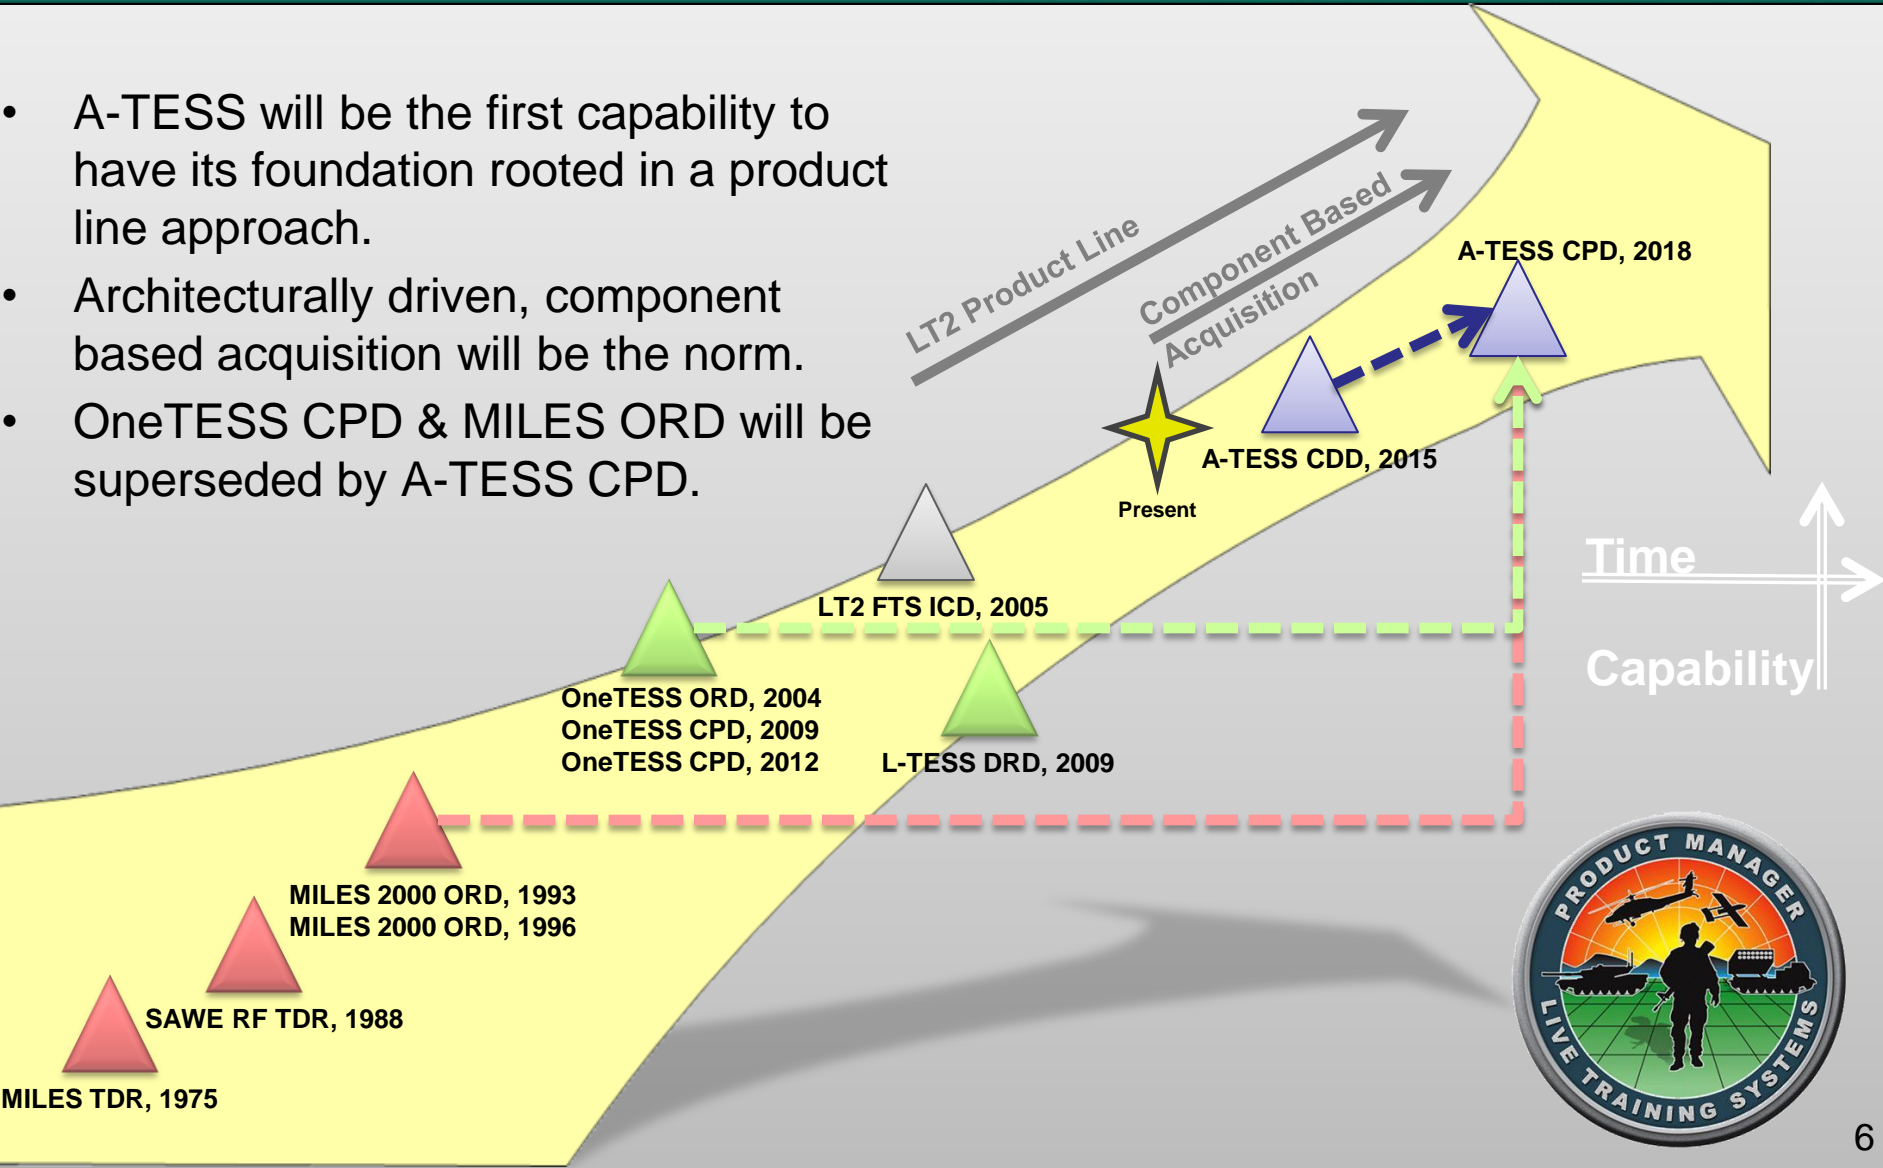 • A-TESS will be the first capability to
have its foundation rooted in a product
line approach.
• Architecturally driven, component
based acquisition will be the norm.
• OneTESS CPD & MILES ORD will be
superseded by A-TESS CPD.
LT2 Product Line
Component Based
Acquisition
A-TESS CPD, 2018
A-TESS CDD, 2015
Present
Time
Capability
LT2 FTS ICD, 2005
OneTESS ORD, 2004
OneTESS CPD, 2009
OneTESS CPD, 2012
L-TESS DRD, 2009
MILES 2000 ORD, 1993
MILES 2000 ORD, 1996
SAWE RF TDR, 1988
MILES TDR, 1975
PRODUCT MANAGER
LIVE TRAINING SYSTEMS
6